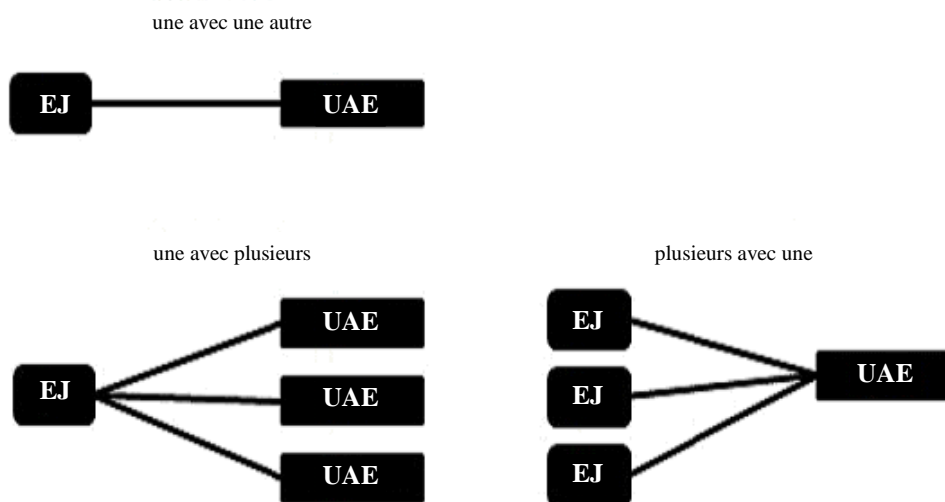 une avec une autre
EJ UAE
une avec plusieurs
EJ
UAE
UAE
UAE
plusieurs avec une
EJ
EJ
EJ
UAE